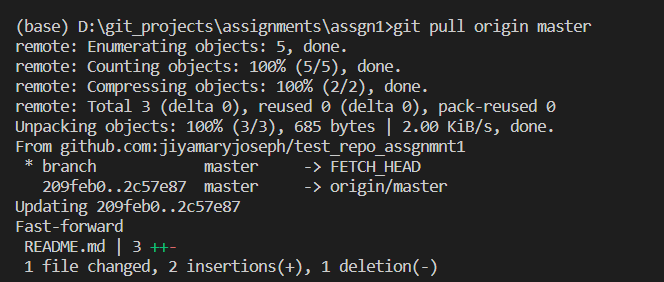 (base) D:\git_projects\assignments\assgn1>git pull origin master
remote: Enumerating objects: 5, done.
remote: Counting objects: 100% (5/5), done.
remote: Compressing objects: 100% (2/2), done.
remote: Total 3 (delta 0), reused 0 (delta 0), pack-reused 0
Unpacking objects: 100% (3/3), 685 bytes | 2.00 KiB/s, done.
From github.com:jiyamaryjoseph/test_repo_assgnmnt1
 * branch            master     -> FETCH_HEAD
   209feb0..2c57e87  master     -> origin/master
Updating 209feb0..2c57e87
Fast-forward
 README.md | 3 ++-
 1 file changed, 2 insertions(+), 1 deletion(-)